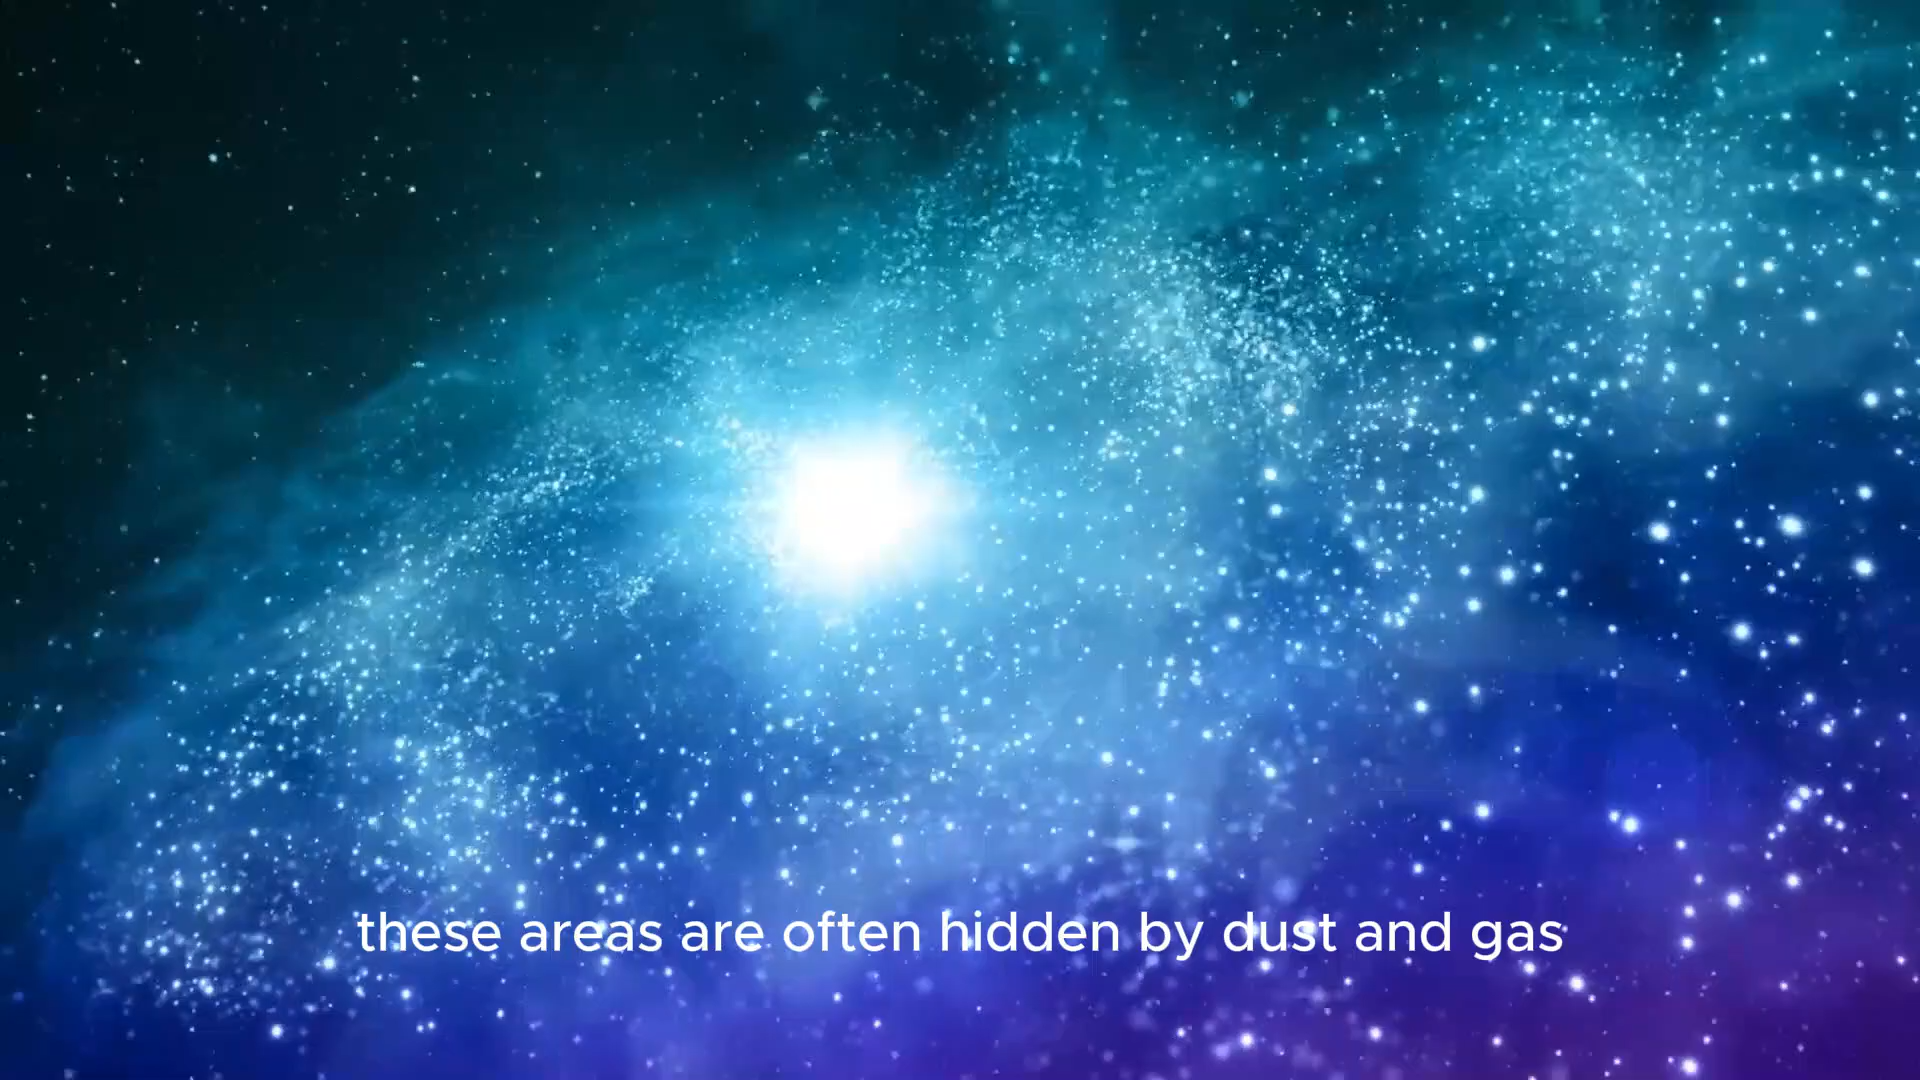 these areas are often hidden by dust and gas